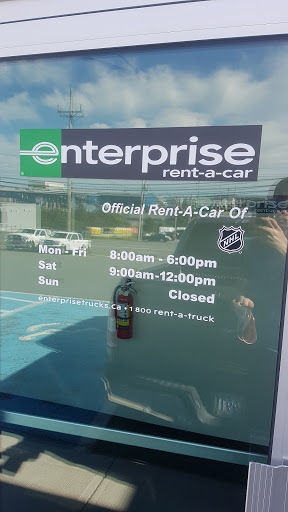 enterprise
rent-a-car
Official Rent-A-Car Of
NHL
Mon - Fri 8:00am - 6:00pm
Sat 9:00am-12:00pm
Sun Closed
enterprisetrucks.ca • 1 800 rent-a-truck